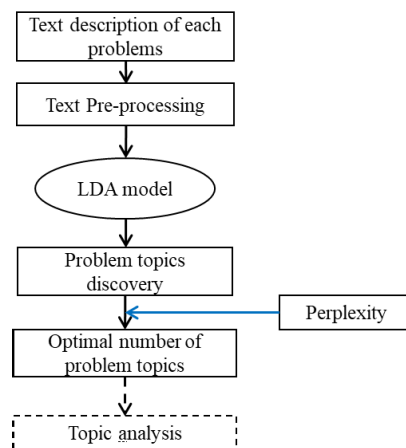 Text description of each
problems
Text Pre-processing
LDA model
Problem topics
discovery
Perplexity
Optimal number of
problem topics
Topic analysis